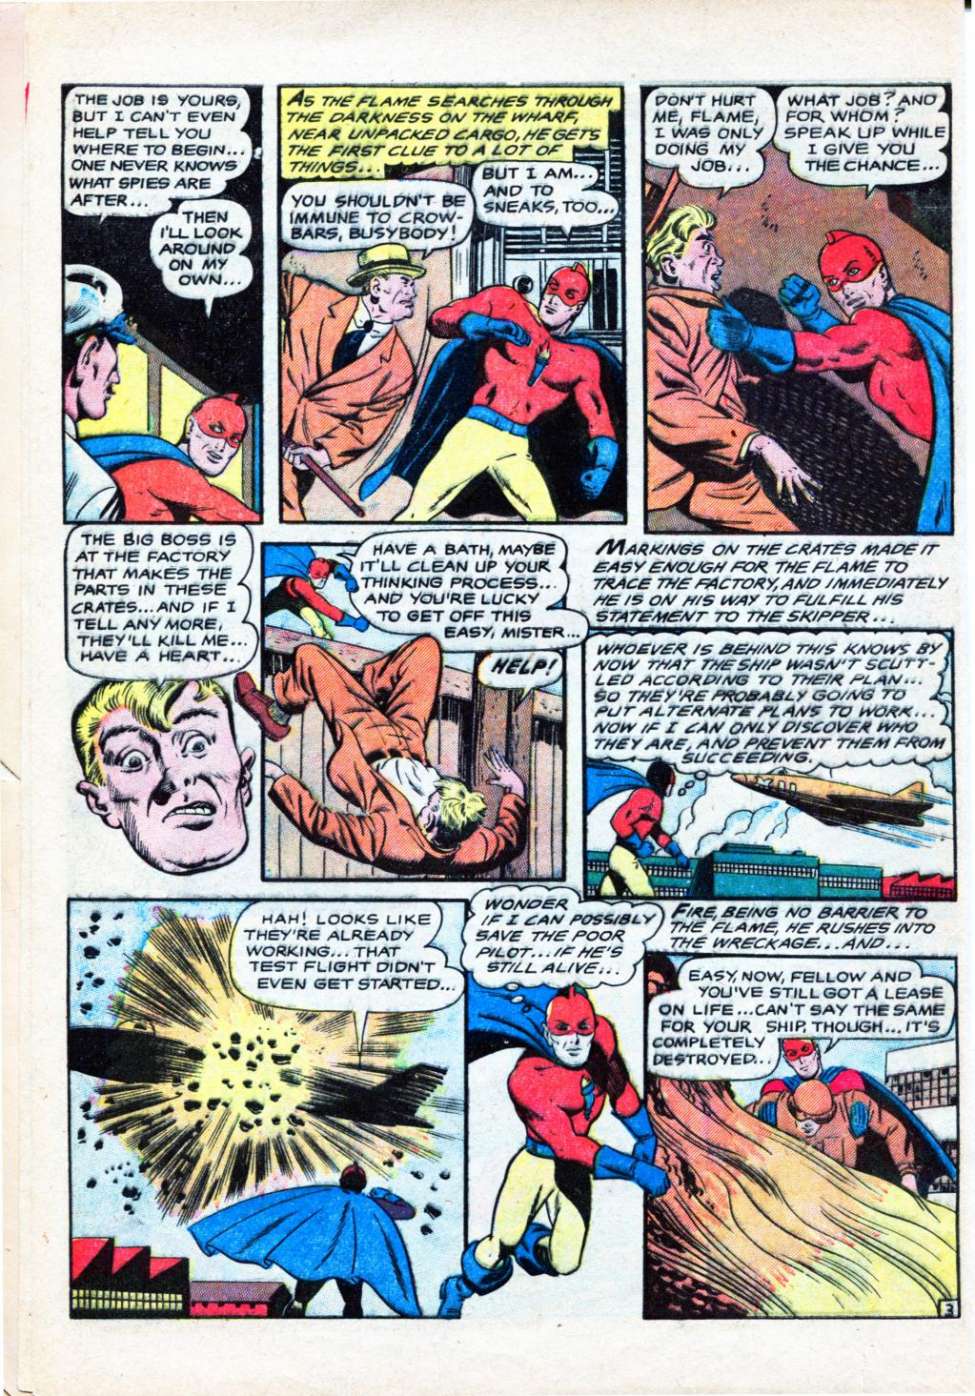 THE JOB IS YOURS,
BUT I CAN'T EVEN
HELP TELL YOU
WHERE TO BEGIN...
ONE NEVER KNOWS
WHAT SPIES ARE
AFTER...
THEN
I'LL LOOK
AROUND
ON MY
OWN...
AS THE FLAME SEARCHES THROUGH
THE DARKNESS ON THE WHARF,
NEAR UNPACKED CARGO, HE GETS
THE FIRST CLUE TO A LOT OF
THINGS...
YOU SHOULDN'T BE
IMMUNE TO CROW-
BARS, BUSYBODY!
BUT I AM...
AND TO
SNEAKS, TOO...
DON'T HURT
ME, FLAME,
I WAS ONLY
DOING MY
JOB...
WHAT JOB? AND
FOR WHOM?
SPEAK UP WHILE
I GIVE YOU
THE CHANCE...
THE BIG BOSS IS
AT THE FACTORY
THAT MAKES THE
PARTS IN THESE
CRATES...AND IF I
TELL ANY MORE,
THEY'LL KILL ME...
HAVE A HEART...
HAVE A BATH, MAYBE
IT'LL CLEAN UP YOUR
THINKING PROCESS...
AND YOU'RE LUCKY
TO GET OFF THIS
EASY, MISTER...
HELP!
MARKINGS ON THE CRATES MADE IT
EASY ENOUGH FOR THE FLAME TO
TRACE THE FACTORY, AND IMMEDIATELY
HE IS ON HIS WAY TO FULFILL HIS
STATEMENT TO THE SKIPPER...
WHOEVER IS BEHIND THIS KNOWS BY
NOW THAT THE SHIP WASN'T SCUTT-
LED ACCORDING TO THEIR PLAN...
SO THEY'RE PROBABLY GOING TO
PUT ALTERNATE PLANS TO WORK...
NOW IF I CAN ONLY DISCOVER WHO
THEY ARE, AND PREVENT THEM FROM
SUCCEEDING.
HAH! LOOKS LIKE
THEY'RE ALREADY
WORKING...THAT
TEST FLIGHT DIDN'T
EVEN GET STARTED...
WONDER
IF I CAN POSSIBLY
SAVE THE POOR
PILOT...IF HE'S
STILL ALIVE...
FIRE, BEING NO BARRIER TO
THE FLAME, HE RUSHES INTO
THE WRECKAGE...AND...
EASY, NOW, FELLOW AND
YOU'VE STILL GOT A LEASE
ON LIFE...CAN'T SAY THE SAME
FOR YOUR SHIP, THOUGH...IT'S
COMPLETELY
DESTROYED...
3